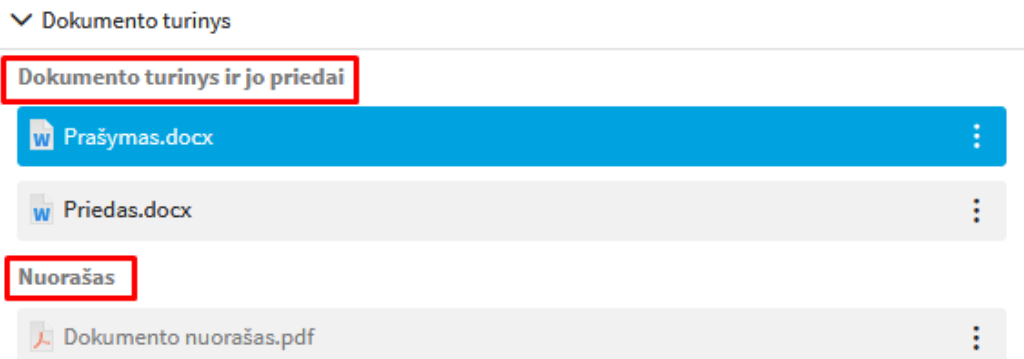 Dokumento turinys
Dokumento turinys ir jo priedai
Prašymas.docx
Priedas.docx
Nuorašas
Dokumento nuorašas.pdf